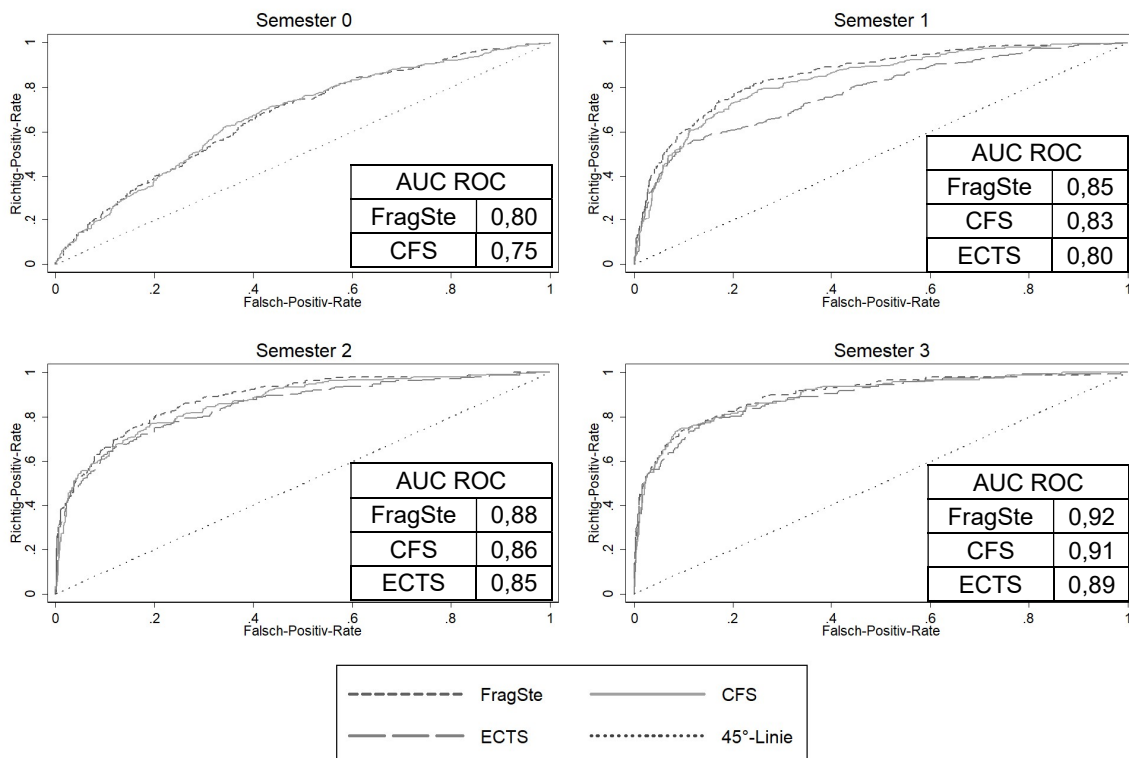 Semester 0
Richtig-Positiv-Rate
0 .2 .4 .6 .8 1
0 .2 .4 .6 .8 1
Falsch-Positiv-Rate
AUC ROC
FragSte 0,80
CFS 0,75
Semester 1
Richtig-Positiv-Rate
0 .2 .4 .6 .8 1
0 .2 .4 .6 .8 1
Falsch-Positiv-Rate
AUC ROC
FragSte 0,85
CFS 0,83
ECTS 0,80
Semester 2
Richtig-Positiv-Rate
0 .2 .4 .6 .8 1
0 .2 .4 .6 .8 1
Falsch-Positiv-Rate
AUC ROC
FragSte 0,88
CFS 0,86
ECTS 0,85
Semester 3
Richtig-Positiv-Rate
0 .2 .4 .6 .8 1
0 .2 .4 .6 .8 1
Falsch-Positiv-Rate
AUC ROC
FragSte 0,92
CFS 0,91
ECTS 0,89
FragSte CFS
ECTS 45°-Linie